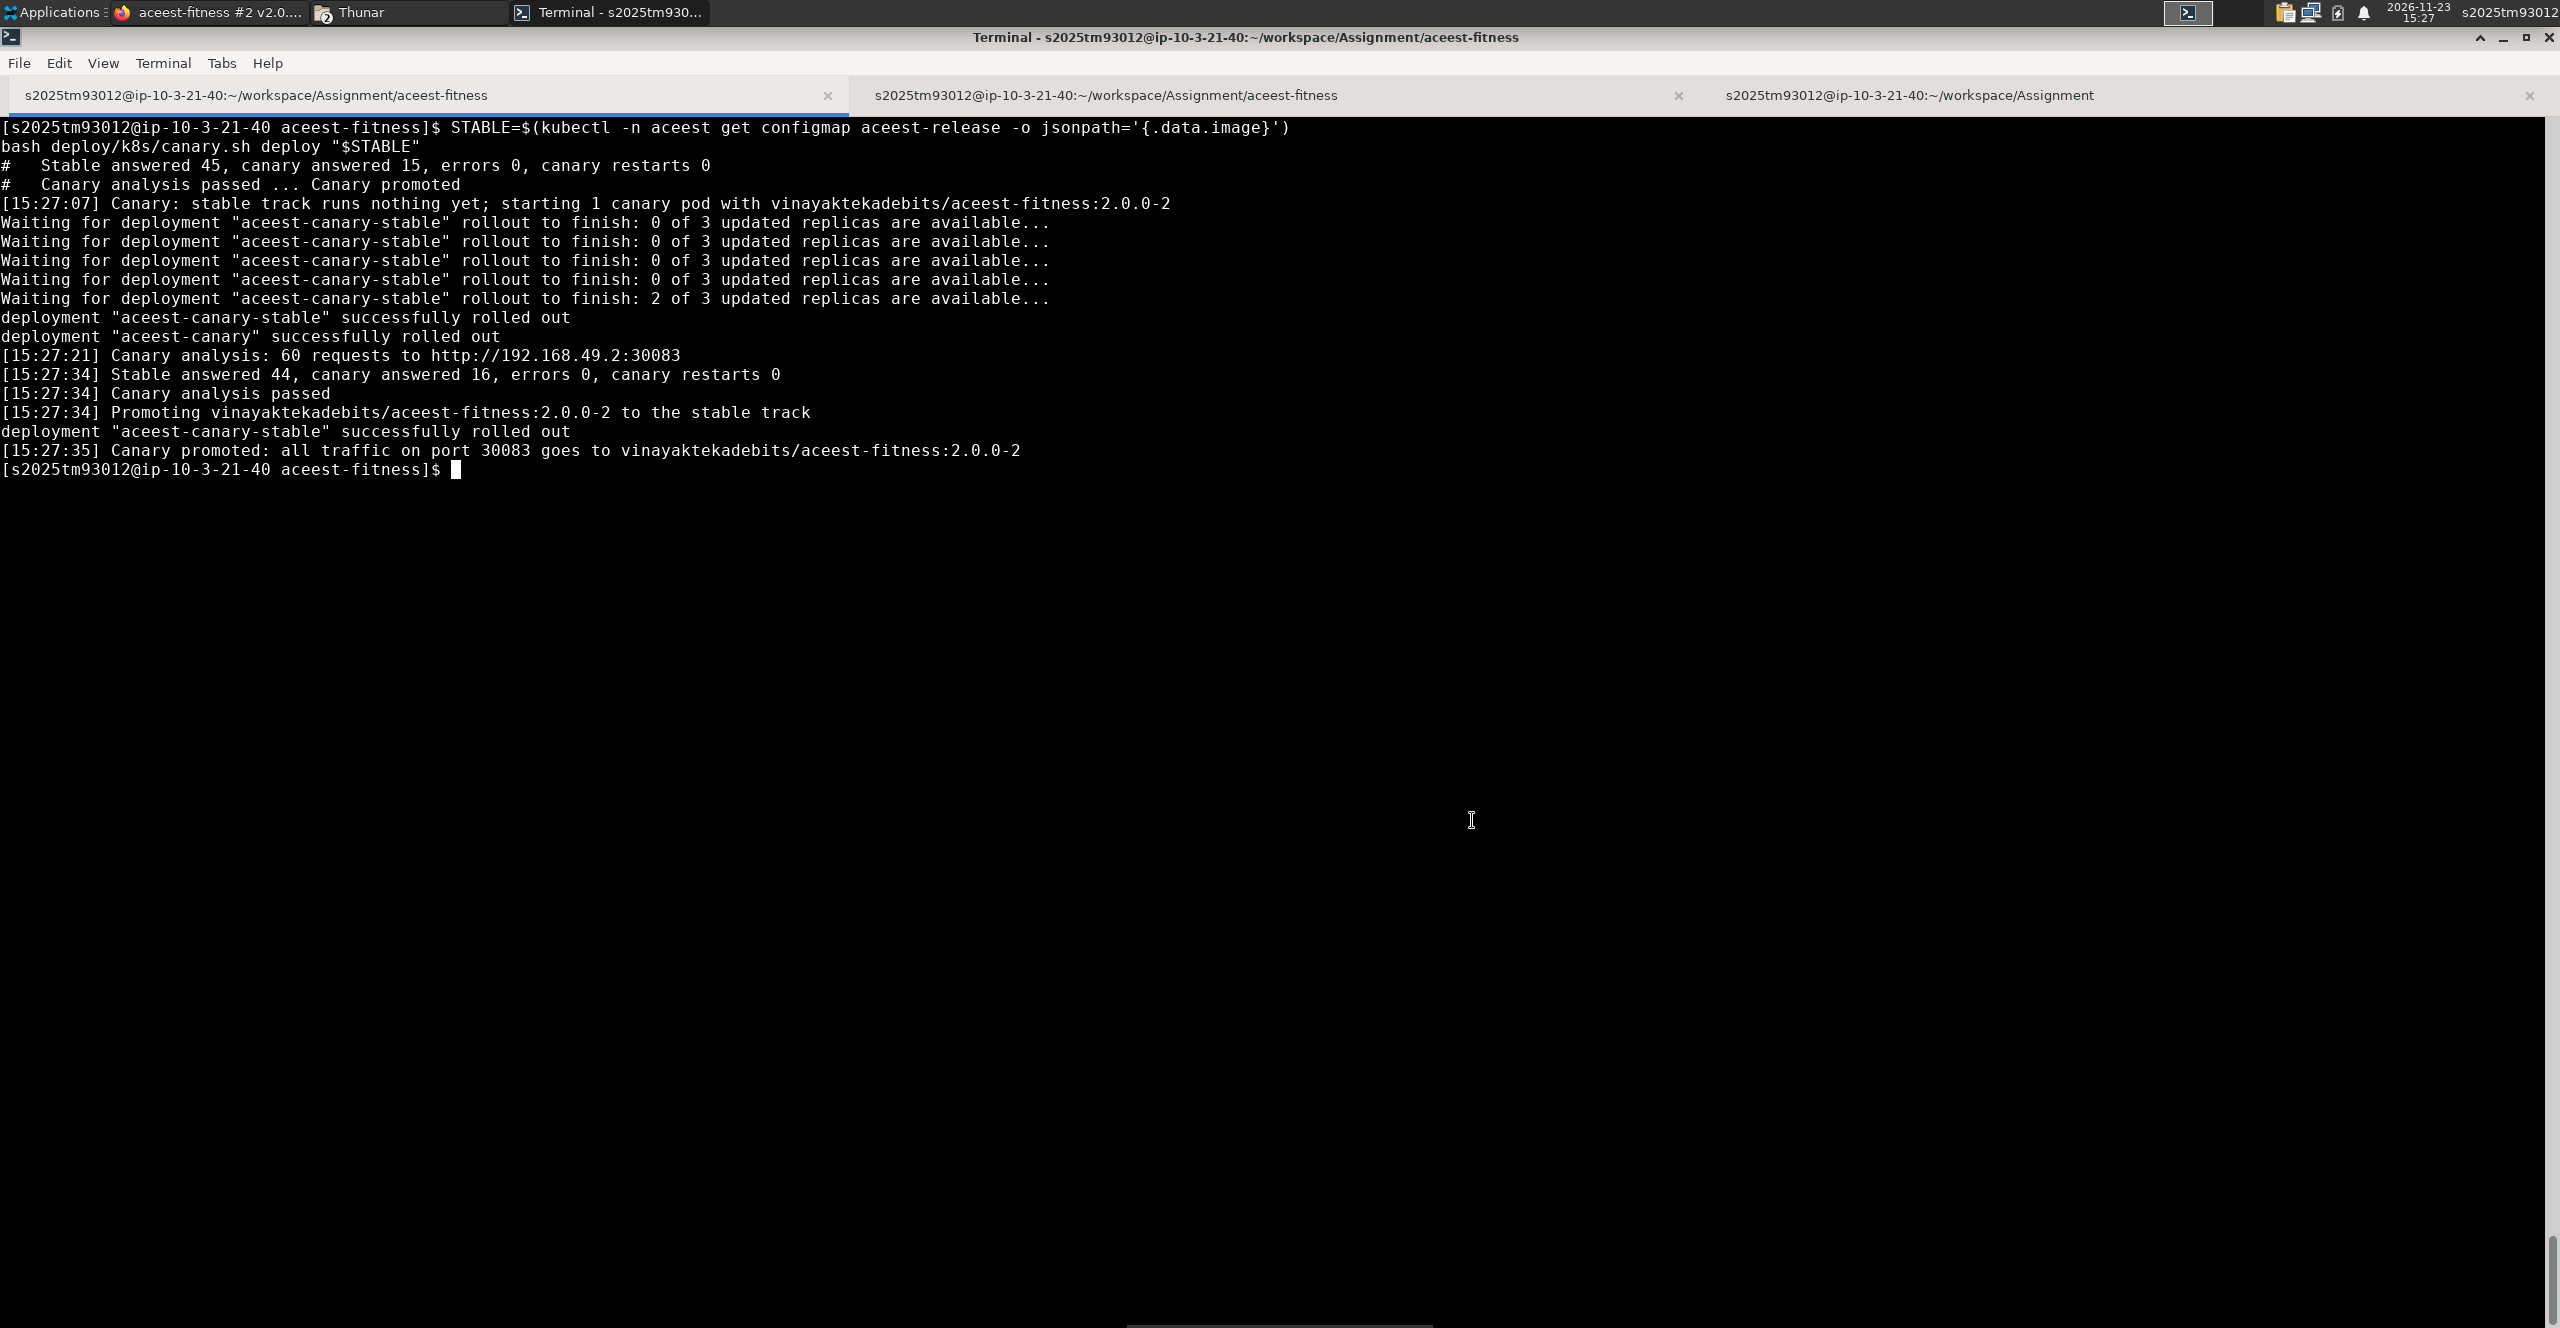 Applications
aceest-fitness #2 v2.0....
2
Thunar
Terminal - s2025tm930...
2026-11-23
15:27
s2025tm93012
Terminal - s2025tm93012@ip-10-3-21-40:~/workspace/Assignment/aceest-fitness
File Edit View Terminal Tabs Help
s2025tm93012@ip-10-3-21-40:~/workspace/Assignment/aceest-fitness
s2025tm93012@ip-10-3-21-40:~/workspace/Assignment/aceest-fitness
s2025tm93012@ip-10-3-21-40:~/workspace/Assignment
[s2025tm93012@ip-10-3-21-40 aceest-fitness]$ STABLE=$(kubectl -n aceest get configmap aceest-release -o jsonpath='{.data.image}')
bash deploy/k8s/canary.sh deploy "$STABLE"
#   Stable answered 45, canary answered 15, errors 0, canary restarts 0
#   Canary analysis passed ... Canary promoted
[15:27:07] Canary: stable track runs nothing yet; starting 1 canary pod with vinayaktekadebits/aceest-fitness:2.0.0-2
Waiting for deployment "aceest-canary-stable" rollout to finish: 0 of 3 updated replicas are available...
Waiting for deployment "aceest-canary-stable" rollout to finish: 0 of 3 updated replicas are available...
Waiting for deployment "aceest-canary-stable" rollout to finish: 0 of 3 updated replicas are available...
Waiting for deployment "aceest-canary-stable" rollout to finish: 0 of 3 updated replicas are available...
Waiting for deployment "aceest-canary-stable" rollout to finish: 2 of 3 updated replicas are available...
deployment "aceest-canary-stable" successfully rolled out
deployment "aceest-canary" successfully rolled out
[15:27:21] Canary analysis: 60 requests to http://192.168.49.2:30083
[15:27:34] Stable answered 44, canary answered 16, errors 0, canary restarts 0
[15:27:34] Canary analysis passed
[15:27:34] Promoting vinayaktekadebits/aceest-fitness:2.0.0-2 to the stable track
deployment "aceest-canary-stable" successfully rolled out
[15:27:35] Canary promoted: all traffic on port 30083 goes to vinayaktekadebits/aceest-fitness:2.0.0-2
[s2025tm93012@ip-10-3-21-40 aceest-fitness]$